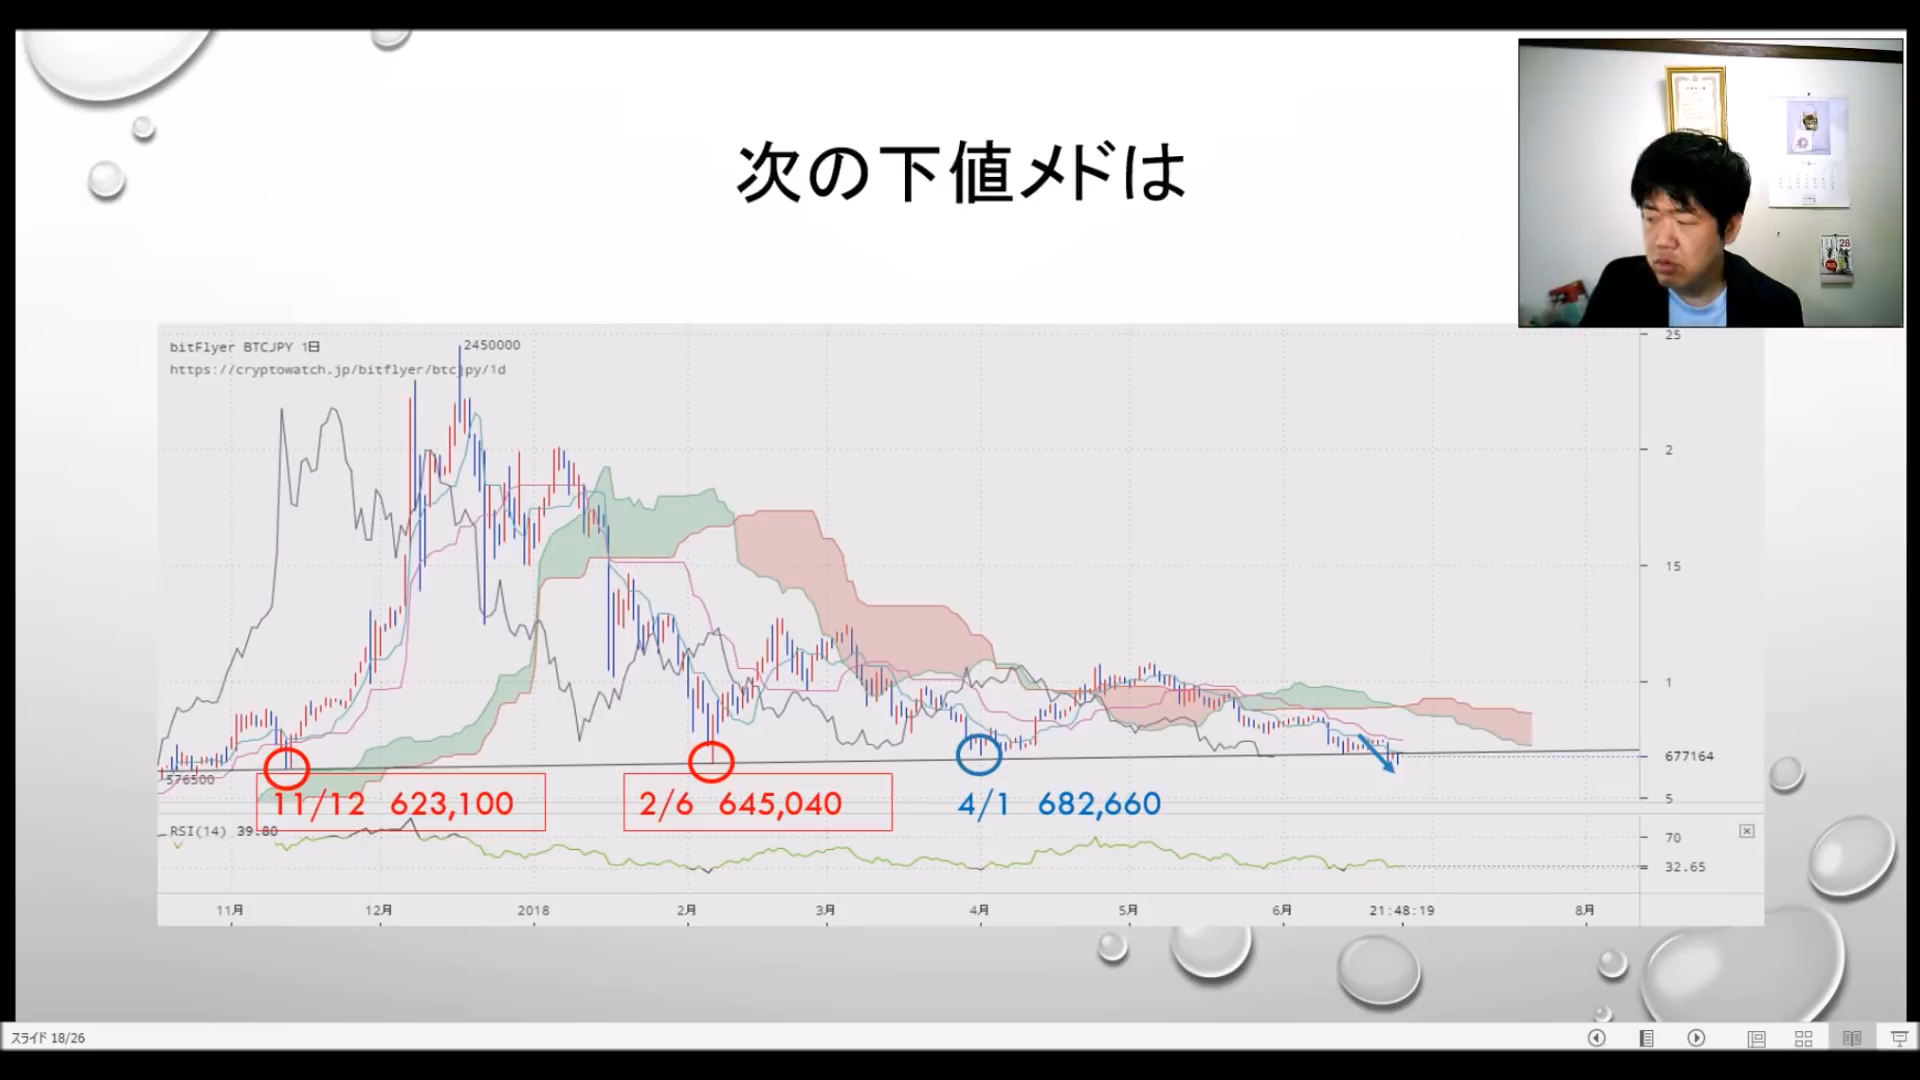 次の下値メドは
28
bitFlyer BTCJPY 1日
2450000
https://cryptowatch.jp/bitflyer/btcjpy/1d
25
2
15
1
677164
5
576500
11/12 623,100
2/6 645,040
4/1 682,660
RSI(14) 39.80
70
32.65
11月 12月 2018 2月 3月 4月 5月 6月 21:48:19 8月
スライド 18/26